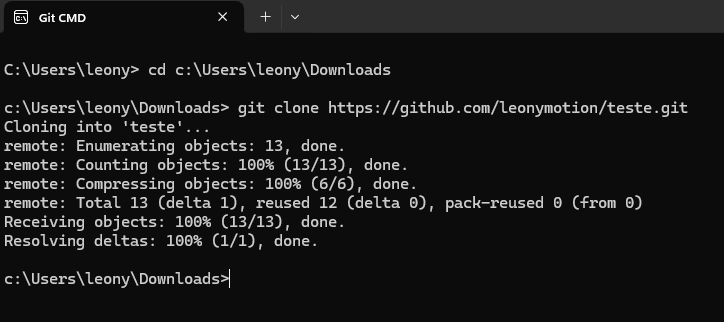 Git CMD
C:\Users\leony> cd c:\Users\leony\Downloads
c:\Users\leony\Downloads> git clone https://github.com/leonymotion/teste.git
Cloning into 'teste'...
remote: Enumerating objects: 13, done.
remote: Counting objects: 100% (13/13), done.
remote: Compressing objects: 100% (6/6), done.
remote: Total 13 (delta 1), reused 12 (delta 0), pack-reused 0 (from 0)
Receiving objects: 100% (13/13), done.
Resolving deltas: 100% (1/1), done.
c:\Users\leony\Downloads>